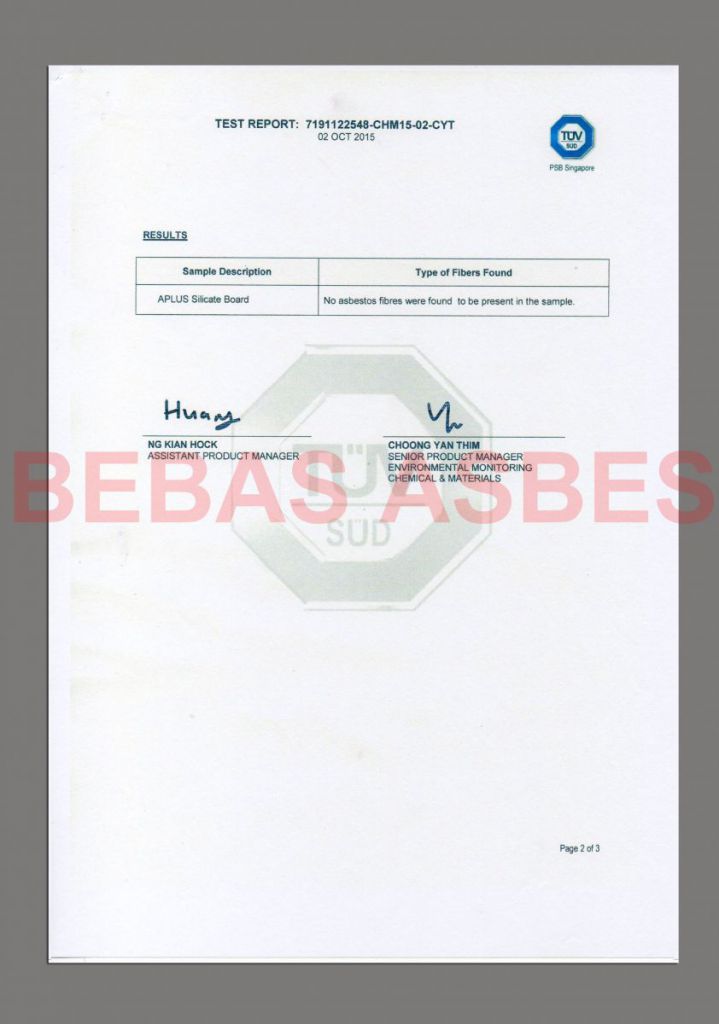 TEST REPORT: 7191122548-CHM15-02-CYT
02 OCT 2015
TÜV
SÜD
PSB Singapore
RESULTS
Sample Description
Type of Fibers Found
APLUS Silicate Board
No asbestos fibres were found to be present in the sample.
Huang
NG KIAN HOCK
ASSISTANT PRODUCT MANAGER
CHOONG YAN THIM
SENIOR PRODUCT MANAGER
ENVIRONMENTAL MONITORING
CHEMICAL & MATERIALS
BEBAS ASBES
TÜV
SÜD
Page 2 of 3